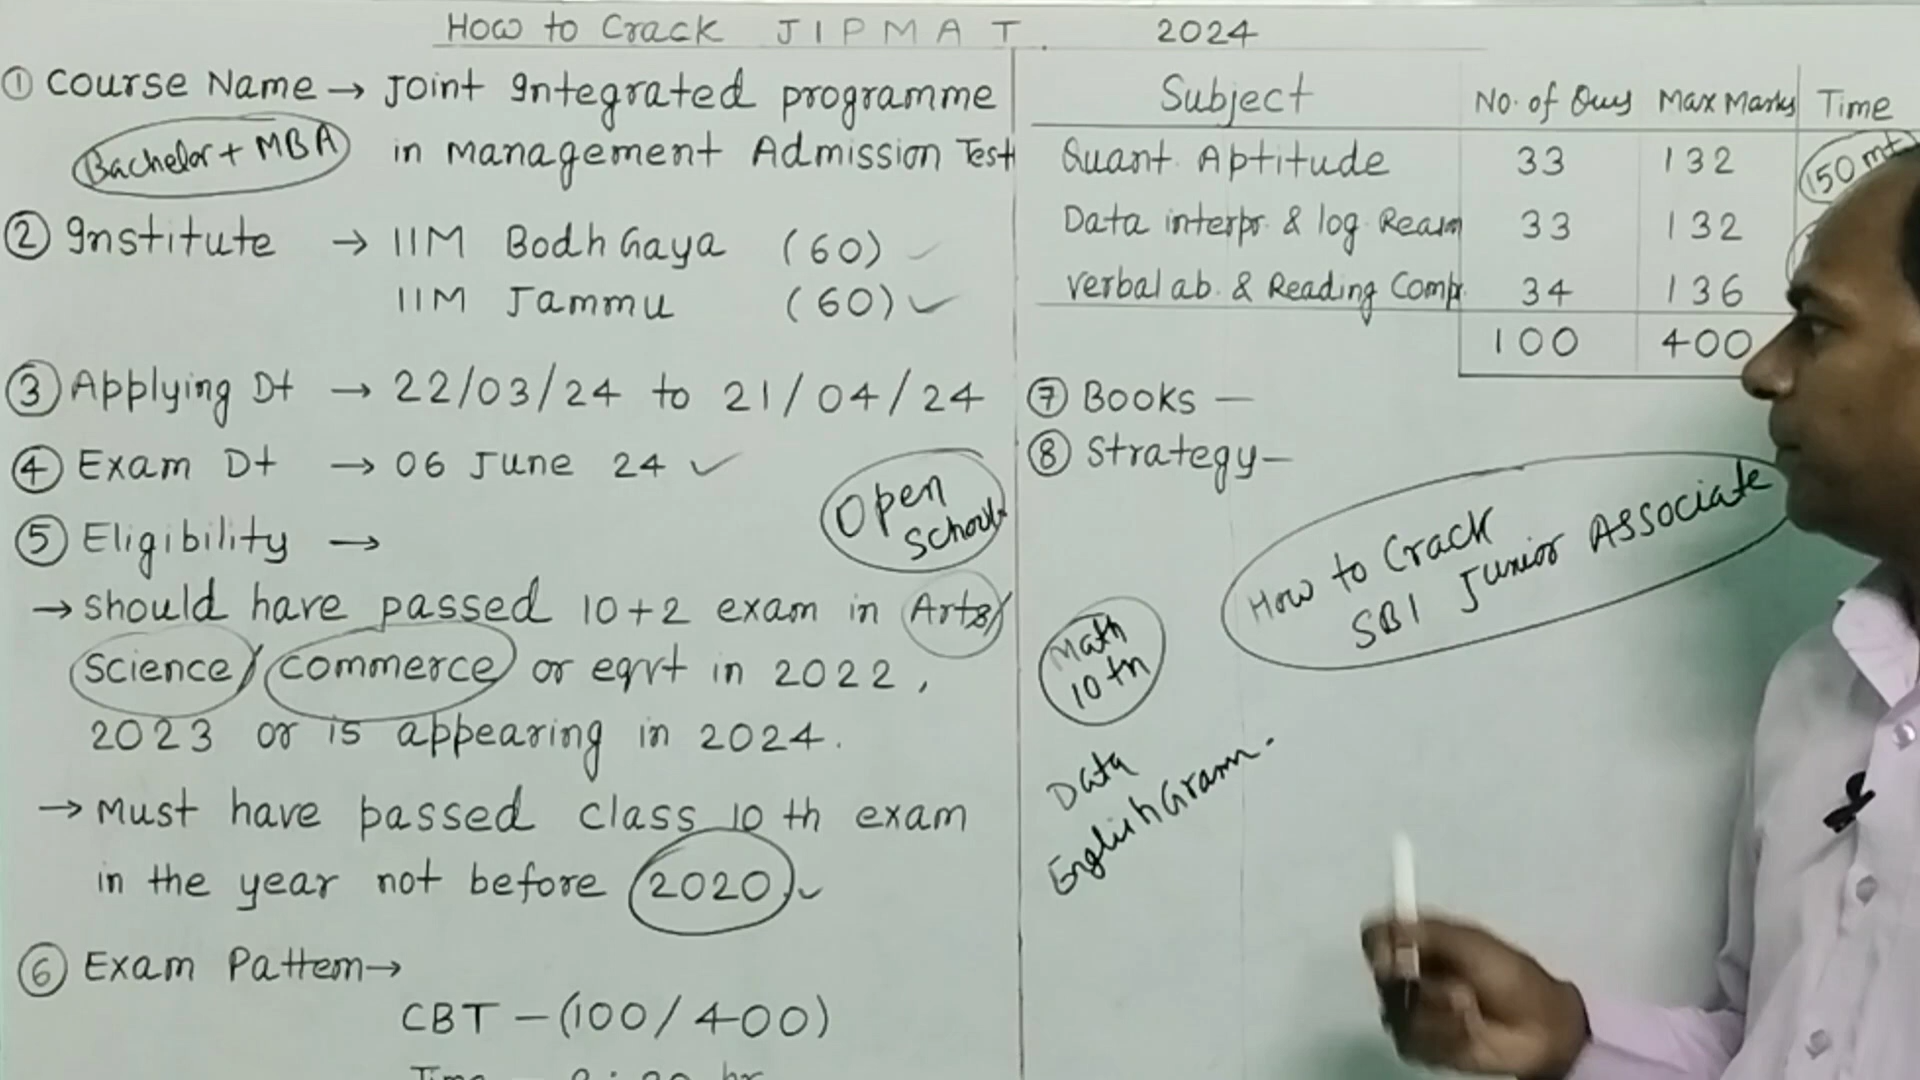 How to Crack JIPMAT 2024
① Course Name → Joint Integrated programme
Bachelor + MBA
in management Admission Test
② Institute → IIM Bodh Gaya (60)
IIM Jammu (60) ✓
③ Applying Dt → 22/03/24 to 21/04/24
④ Exam Dt → 06 June 24 ✓
Open
School
⑤ Eligibility →
→ should have passed 10+2 exam in Arts/
Science/ Commerce or eqvt in 2022,
2023 or is appearing in 2024.
→ Must have passed class 10 th exam
in the year not before 2020 ✓
⑥ Exam Pattern →
CBT - (100/400)
Subject No. of Qus Max Marks Time
Quant. Aptitude 33 132 150 mt
Data interpr. & log Reasn 33 132
Verbal ab. & Reading Compr. 34 136
100 400
⑦ Books —
⑧ Strategy —
How to Crack
SBI Junior Associate
Math
10th
Data
English Gramm.